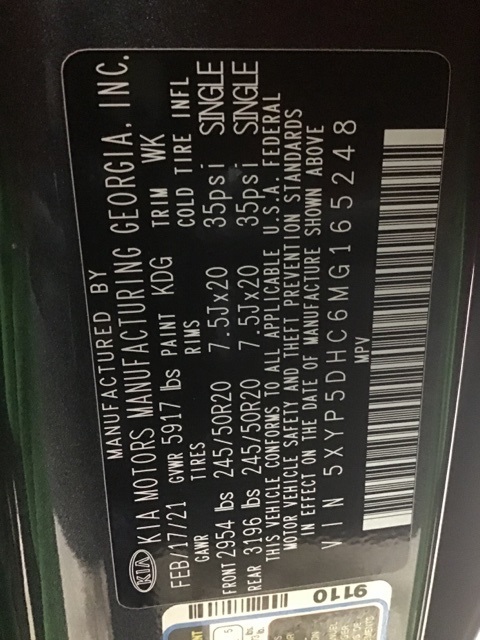 MANUFACTURED BY
KIA KIA MOTORS MANUFACTURING GEORGIA, INC.
FEB/17/21 GVWR 5917 lbs PAINT KDG TRIM WK
GAWR TIRES RIMS COLD TIRE INFL
FRONT 2954 lbs 245/50R20 7.5Jx20 35psi SINGLE
REAR 3196 lbs 245/50R20 7.5Jx20 35psi SINGLE
THIS VEHICLE CONFORMS TO ALL APPLICABLE U.S.A. FEDERAL
MOTOR VEHICLE SAFETY AND THEFT PREVENTION STANDARDS
IN EFFECT ON THE DATE OF MANUFACTURE SHOWN ABOVE
VIN 5XYP5DHC6MG165248
MPV
9110